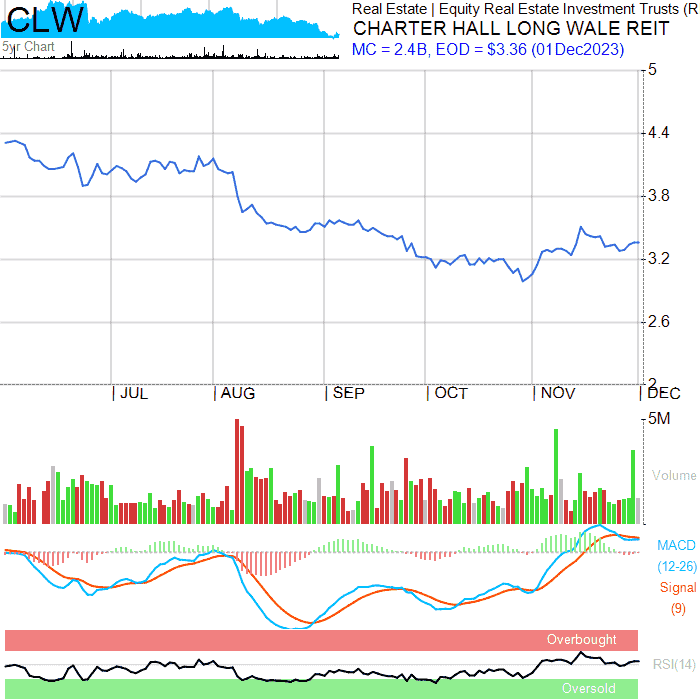 CLW
5yr Chart
Real Estate | Equity Real Estate Investment Trusts (R
CHARTER HALL LONG WALE REIT
MC = 2.4B, EOD = $3.36 (01Dec2023)
5
4.4
3.8
3.2
2.6
2
JUL
AUG
SEP
OCT
NOV
DEC
5M
Volume
MACD
(12-26)
Signal
(9)
Overbought
RSI(14)
Oversold